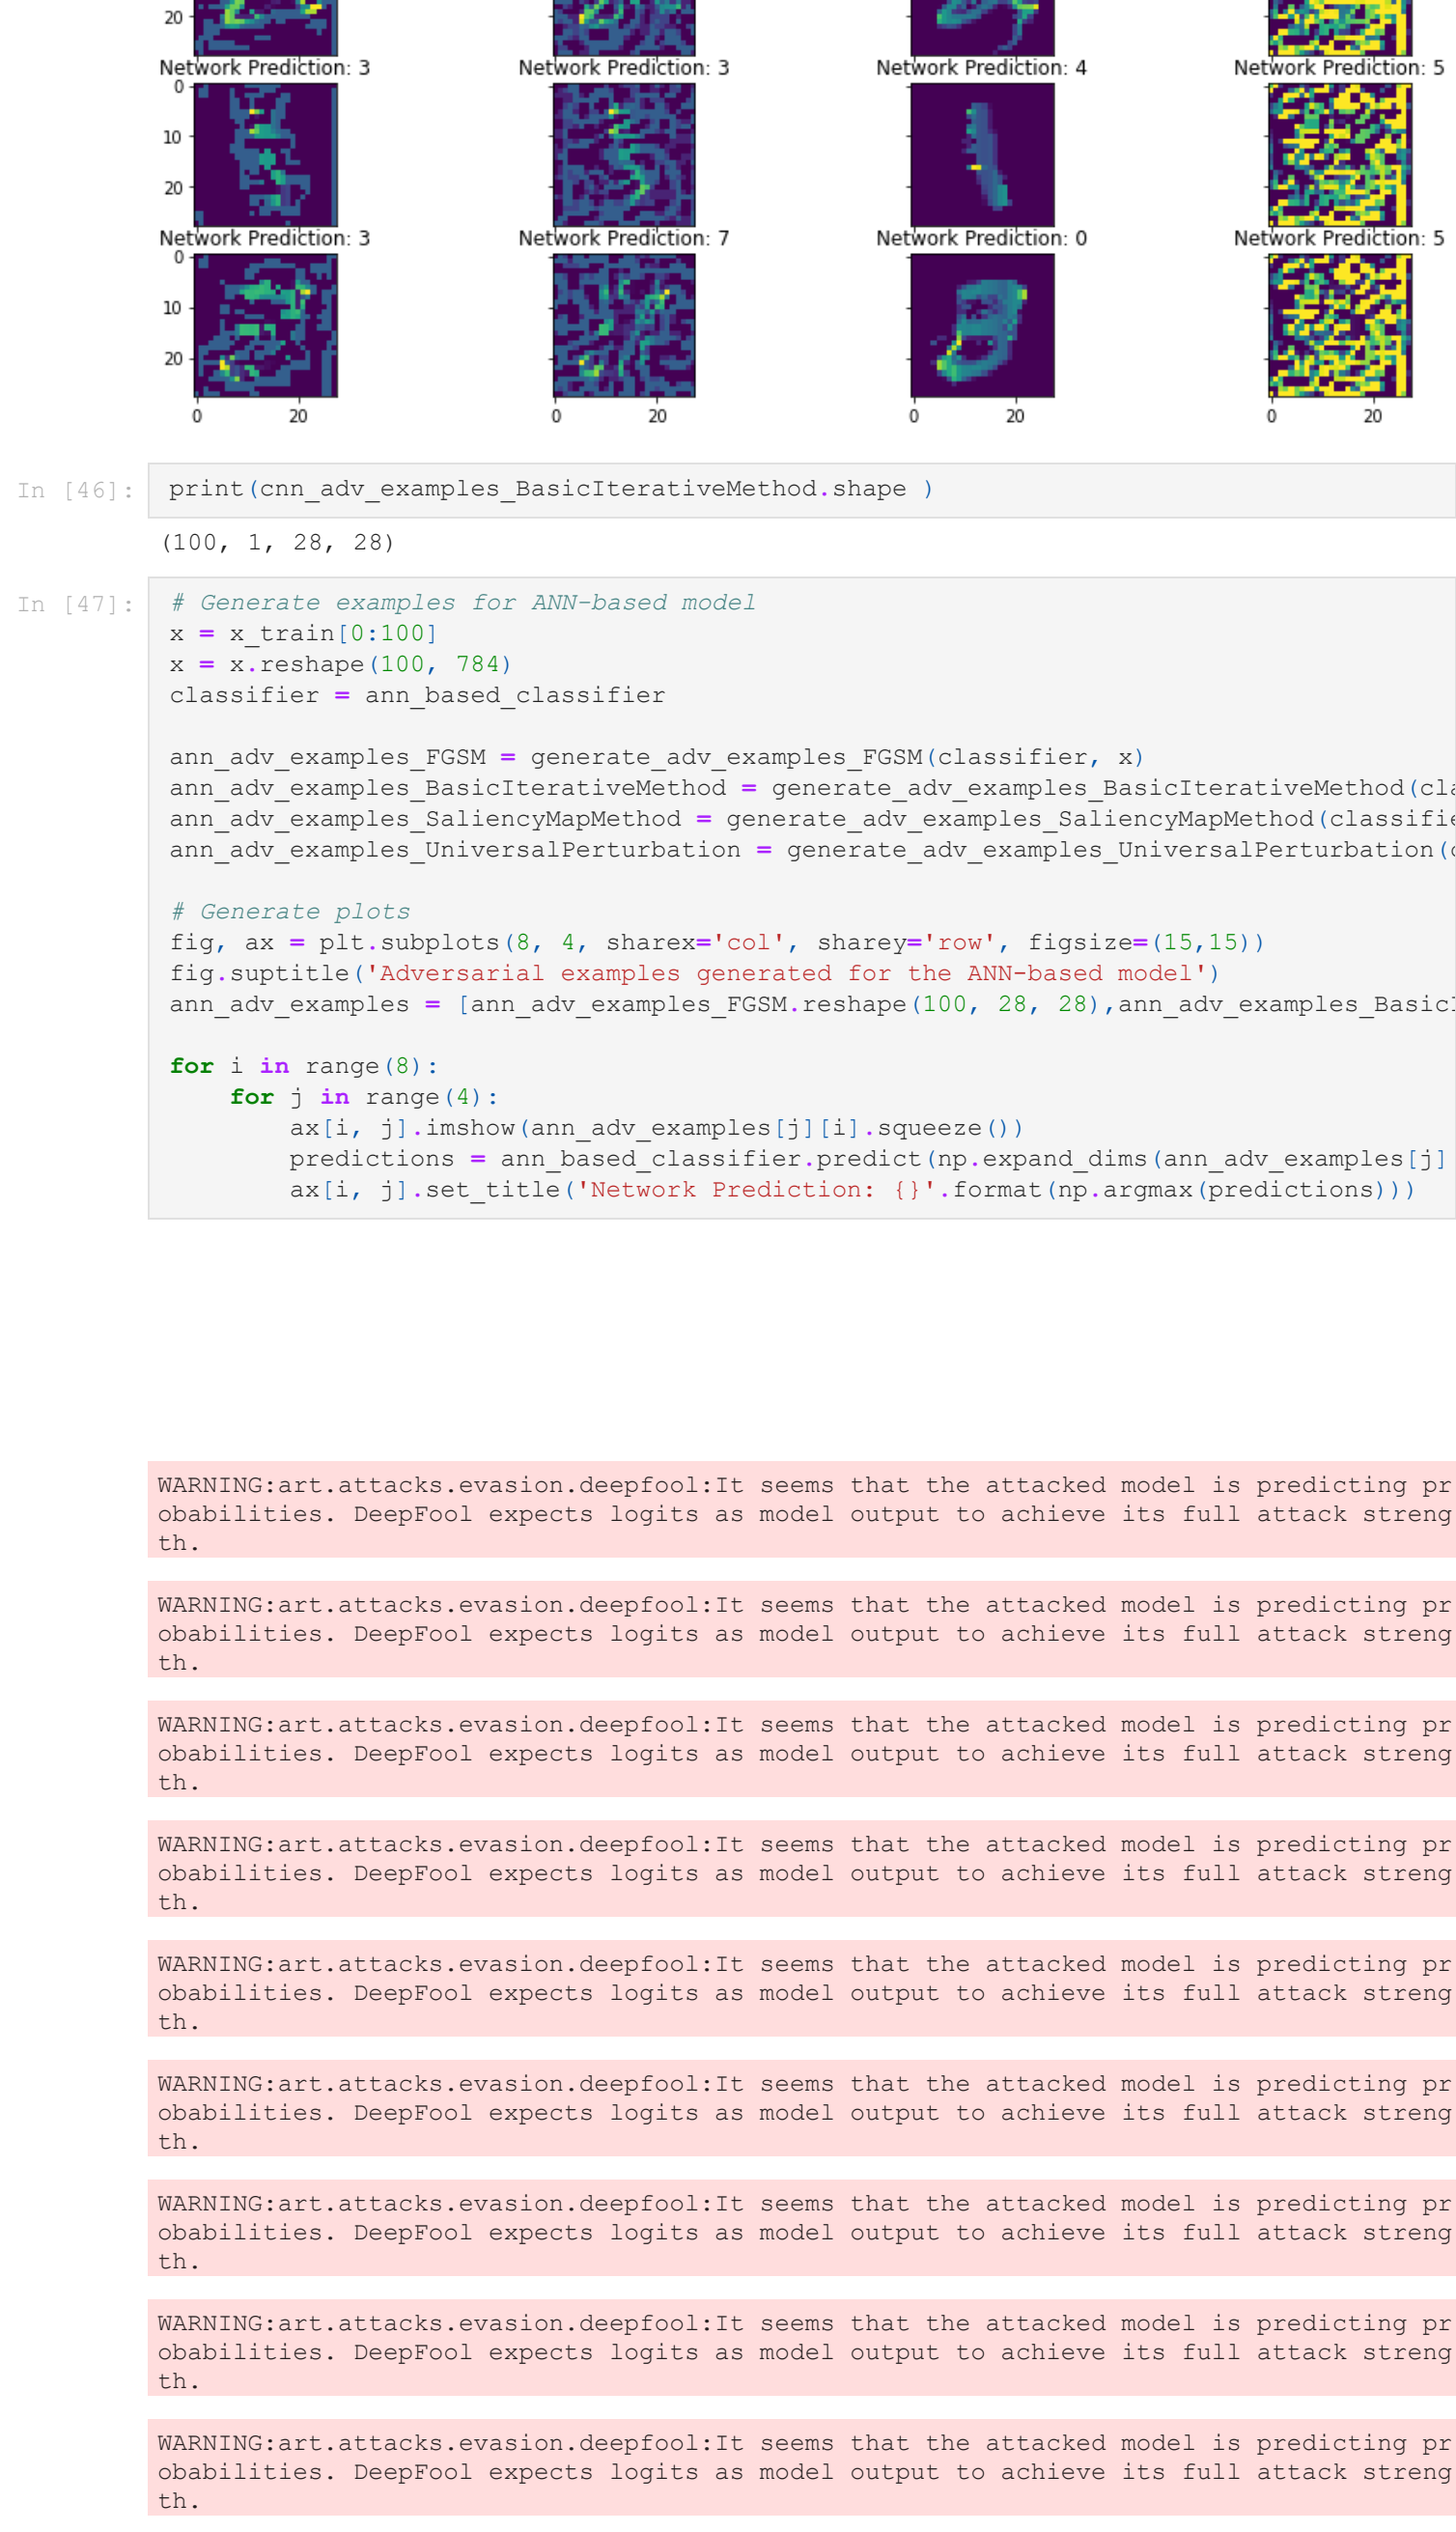 20
Network Prediction: 3 Network Prediction: 3 Network Prediction: 4 Network Prediction: 5
0
10
20
Network Prediction: 3 Network Prediction: 7 Network Prediction: 0 Network Prediction: 5
0
10
20
0 20 0 20 0 20 0 20
In [46]: print(cnn_adv_examples_BasicIterativeMethod.shape )
(100, 1, 28, 28)
In [47]: # Generate examples for ANN-based model
x = x_train[0:100]
x = x.reshape(100, 784)
classifier = ann_based_classifier
ann_adv_examples_FGSM = generate_adv_examples_FGSM(classifier, x)
ann_adv_examples_BasicIterativeMethod = generate_adv_examples_BasicIterativeMethod(cla
ann_adv_examples_SaliencyMapMethod = generate_adv_examples_SaliencyMapMethod(classifie
ann_adv_examples_UniversalPerturbation = generate_adv_examples_UniversalPerturbation(c
# Generate plots
fig, ax = plt.subplots(8, 4, sharex='col', sharey='row', figsize=(15,15))
fig.suptitle('Adversarial examples generated for the ANN-based model')
ann_adv_examples = [ann_adv_examples_FGSM.reshape(100, 28, 28),ann_adv_examples_BasicI
for i in range(8):
for j in range(4):
ax[i, j].imshow(ann_adv_examples[j][i].squeeze())
predictions = ann_based_classifier.predict(np.expand_dims(ann_adv_examples[j]
ax[i, j].set_title('Network Prediction: {}'.format(np.argmax(predictions)))
WARNING:art.attacks.evasion.deepfool:It seems that the attacked model is predicting pr
obabilities. DeepFool expects logits as model output to achieve its full attack streng
th.
WARNING:art.attacks.evasion.deepfool:It seems that the attacked model is predicting pr
obabilities. DeepFool expects logits as model output to achieve its full attack streng
th.
WARNING:art.attacks.evasion.deepfool:It seems that the attacked model is predicting pr
obabilities. DeepFool expects logits as model output to achieve its full attack streng
th.
WARNING:art.attacks.evasion.deepfool:It seems that the attacked model is predicting pr
obabilities. DeepFool expects logits as model output to achieve its full attack streng
th.
WARNING:art.attacks.evasion.deepfool:It seems that the attacked model is predicting pr
obabilities. DeepFool expects logits as model output to achieve its full attack streng
th.
WARNING:art.attacks.evasion.deepfool:It seems that the attacked model is predicting pr
obabilities. DeepFool expects logits as model output to achieve its full attack streng
th.
WARNING:art.attacks.evasion.deepfool:It seems that the attacked model is predicting pr
obabilities. DeepFool expects logits as model output to achieve its full attack streng
th.
WARNING:art.attacks.evasion.deepfool:It seems that the attacked model is predicting pr
obabilities. DeepFool expects logits as model output to achieve its full attack streng
th.
WARNING:art.attacks.evasion.deepfool:It seems that the attacked model is predicting pr
obabilities. DeepFool expects logits as model output to achieve its full attack streng
th.